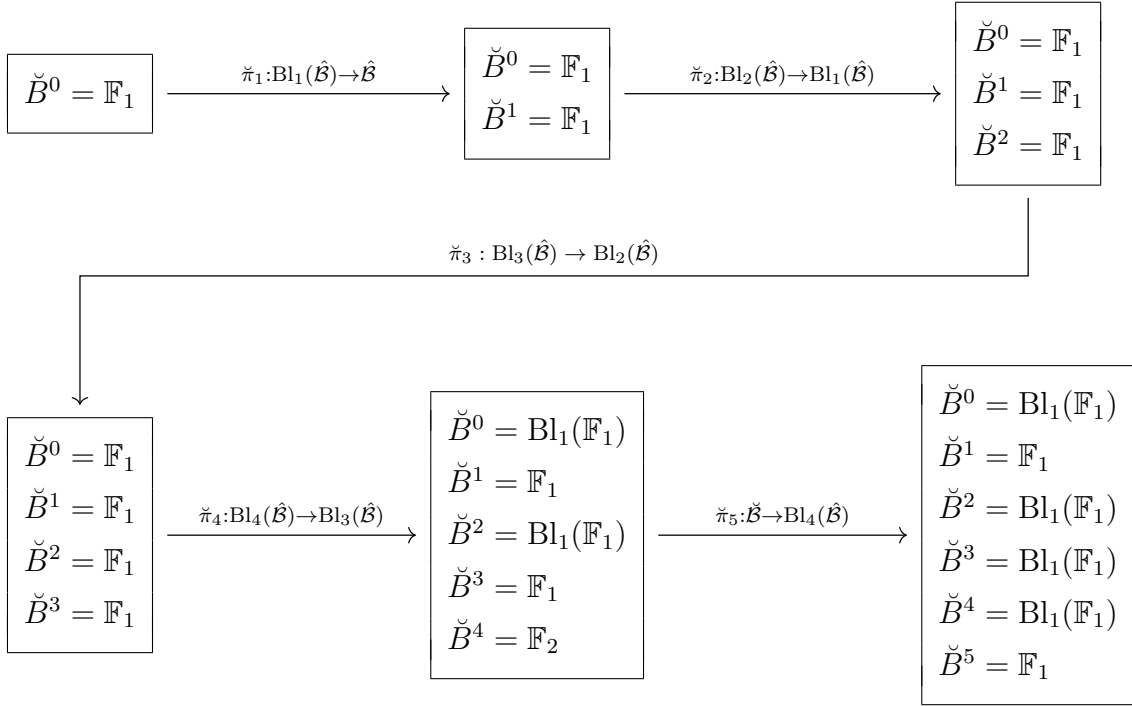 B̆⁰ = 𝔽₁
π̆₁:Bl₁(ℬ̂)→ℬ̂
B̆⁰ = 𝔽₁
B̆¹ = 𝔽₁
π̆₂:Bl₂(ℬ̂)→Bl₁(ℬ̂)
B̆⁰ = 𝔽₁
B̆¹ = 𝔽₁
B̆² = 𝔽₁
π̆₃ : Bl₃(ℬ̂) → Bl₂(ℬ̂)
B̆⁰ = 𝔽₁
B̆¹ = 𝔽₁
B̆² = 𝔽₁
B̆³ = 𝔽₁
π̆₄:Bl₄(ℬ̂)→Bl₃(ℬ̂)
B̆⁰ = Bl₁(𝔽₁)
B̆¹ = 𝔽₁
B̆² = Bl₁(𝔽₁)
B̆³ = 𝔽₁
B̆⁴ = 𝔽₂
π̆₅:ℬ̆→Bl₄(ℬ̂)
B̆⁰ = Bl₁(𝔽₁)
B̆¹ = 𝔽₁
B̆² = Bl₁(𝔽₁)
B̆³ = Bl₁(𝔽₁)
B̆⁴ = Bl₁(𝔽₁)
B̆⁵ = 𝔽₁